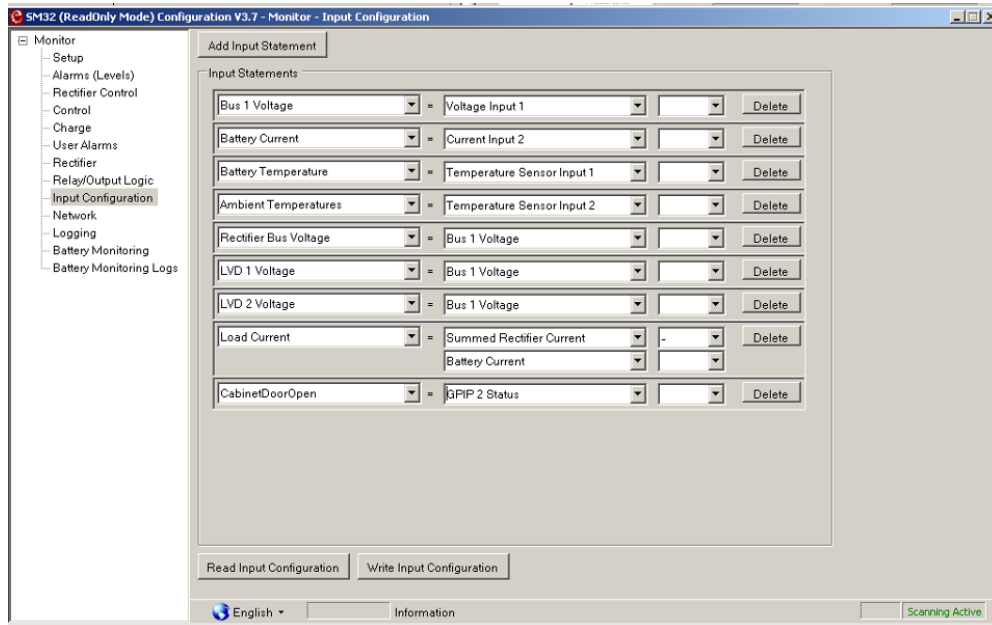 SM32 (ReadOnly Mode) Configuration V3.7 - Monitor - Input Configuration
Monitor
Setup
Alarms (Levels)
Rectifier Control
Control
Charge
User Alarms
Rectifier
Relay/Output Logic
Input Configuration
Network
Logging
Battery Monitoring
Battery Monitoring Logs
Add Input Statement
Input Statements
Bus 1 Voltage = Voltage Input 1 Delete
Battery Current = Current Input 2 Delete
Battery Temperature = Temperature Sensor Input 1 Delete
Ambient Temperatures = Temperature Sensor Input 2 Delete
Rectifier Bus Voltage = Bus 1 Voltage Delete
LVD 1 Voltage = Bus 1 Voltage Delete
LVD 2 Voltage = Bus 1 Voltage Delete
Load Current = Summed Rectifier Current - Delete
Battery Current
CabinetDoorOpen = GPIP 2 Status Delete
Read Input Configuration Write Input Configuration
English Information Scanning Active